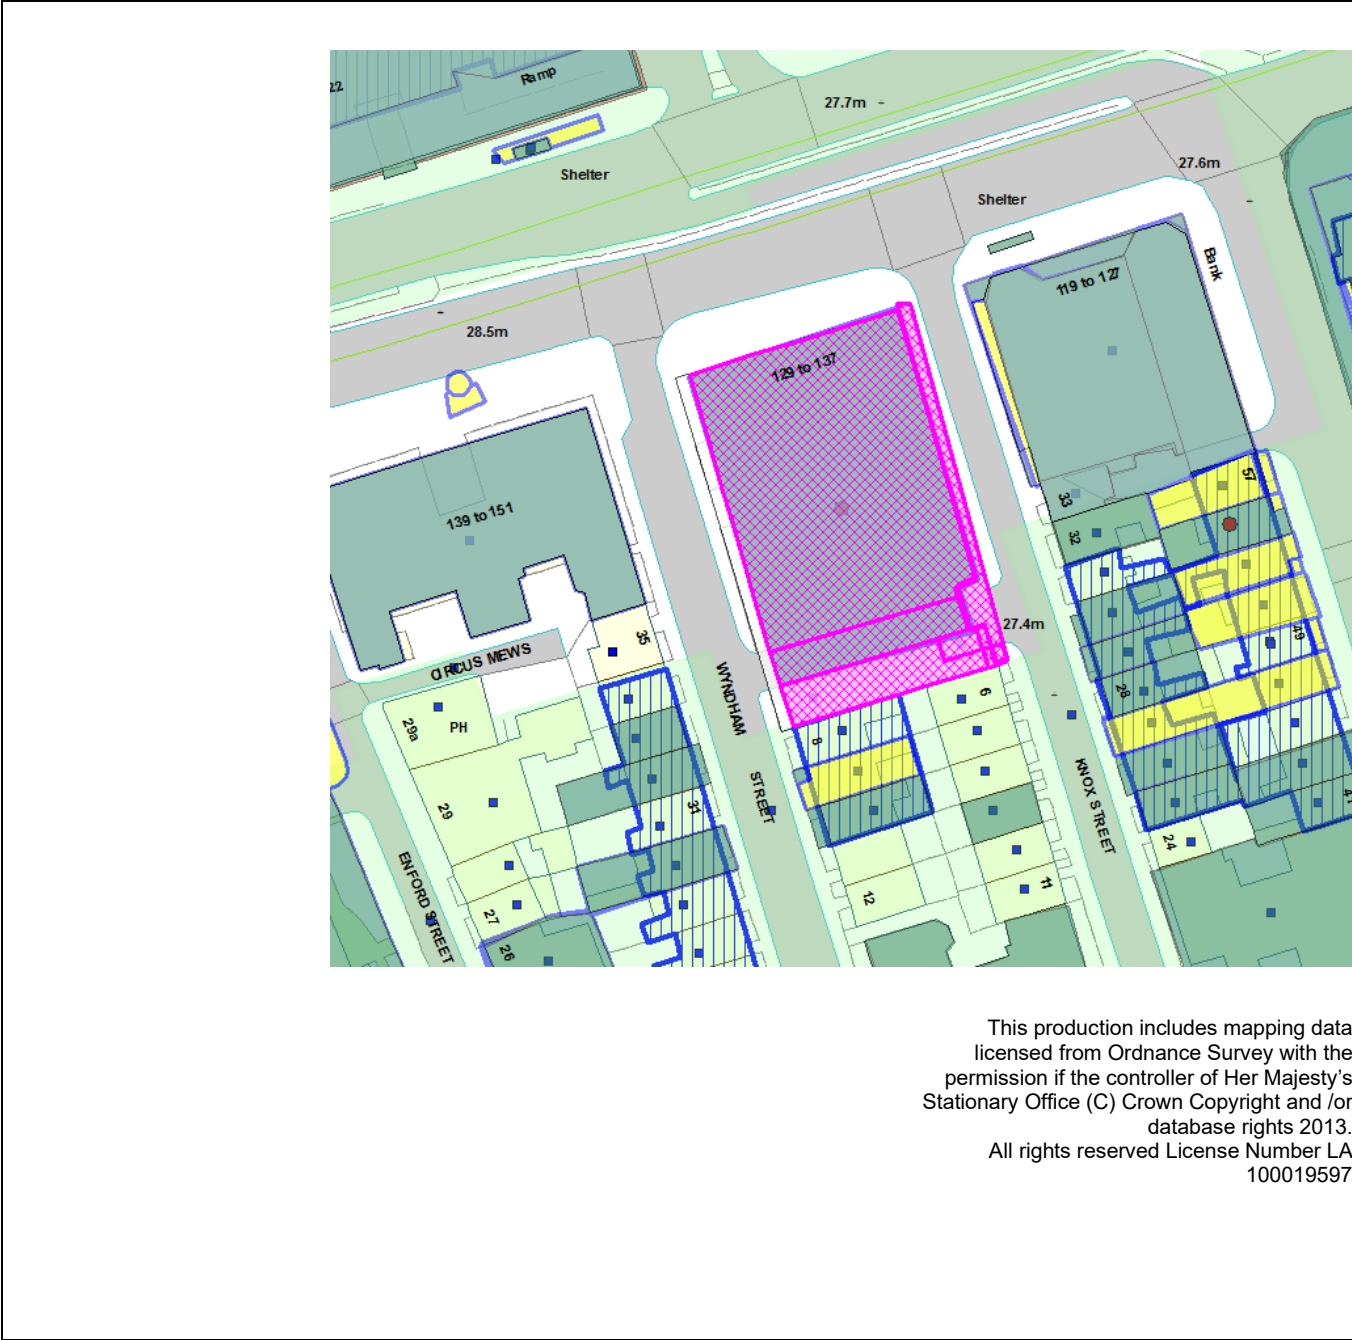 22
Ramp
27.7m
Shelter
27.6m
Shelter
Bank
119 to 127
28.5m
129 to 137
139 to 151
33
57
32
27.4m
35
CIRCUS MEWS
49
WYNDHAM
STREET
6
28
29a
PH
8
KNOX STREET
29
31
24
ENFORD STREET
12
11
27
26
This production includes mapping data
licensed from Ordnance Survey with the
permission if the controller of Her Majesty's
Stationary Office (C) Crown Copyright and /or
database rights 2013.
All rights reserved License Number LA
100019597